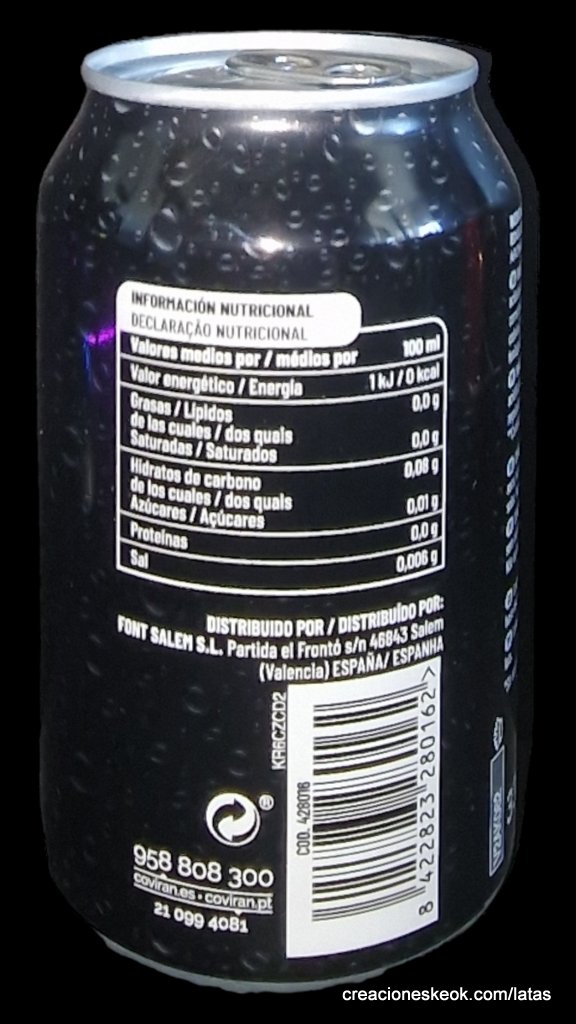 INFORMACIÓN NUTRICIONAL
DECLARAÇÃO NUTRICIONAL
Valores medios por / médios por 100 ml
Valor energético / Energia 1 kJ / 0 kcal
Grasas / Lípidos 0,0 g
de las cuales / dos quais
Saturadas / Saturados 0,0 g
Hidratos de carbono 0,08 g
de los cuales / dos quais
Azúcares / Açúcares 0,01 g
Proteínas 0,0 g
Sal 0,006 g
DISTRIBUIDO POR / DISTRIBUÍDO POR:
FONT SALEM S.L. Partida el Frontó s/n 46843 Salem
(Valencia) ESPAÑA/ ESPANHA
KR6CZC02
COD. 428016
8 422823 280162 >
®
958 808 300
coviran.es • coviran.pt
21 099 4081
creacioneskeok.com/latas